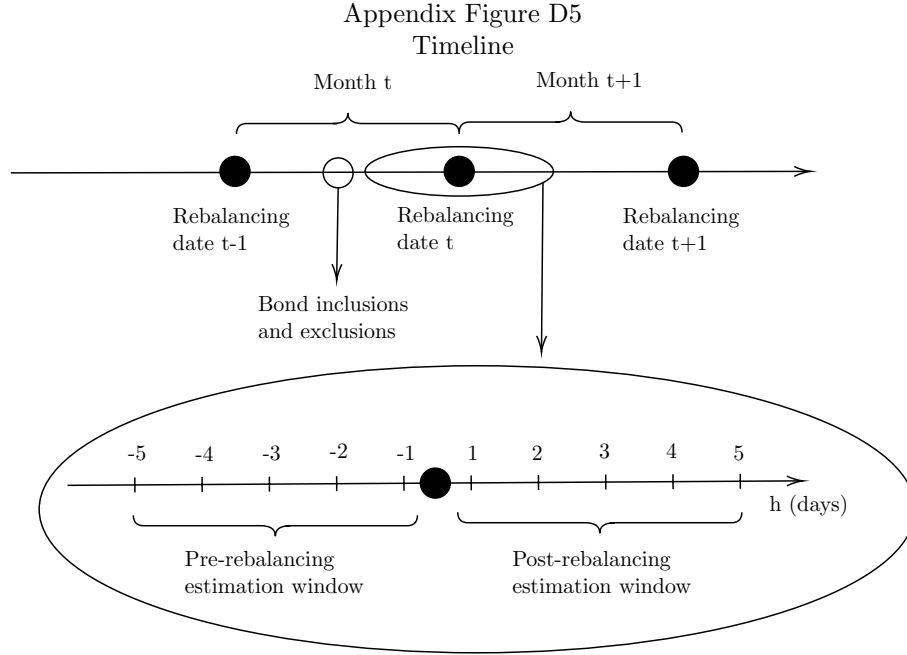 Appendix Figure D5
Timeline
Month t
Month t+1
Rebalancing
date t-1
Rebalancing
date t
Rebalancing
date t+1
Bond inclusions
and exclusions
-5 -4 -3 -2 -1 1 2 3 4 5
h (days)
Pre-rebalancing
estimation window
Post-rebalancing
estimation window